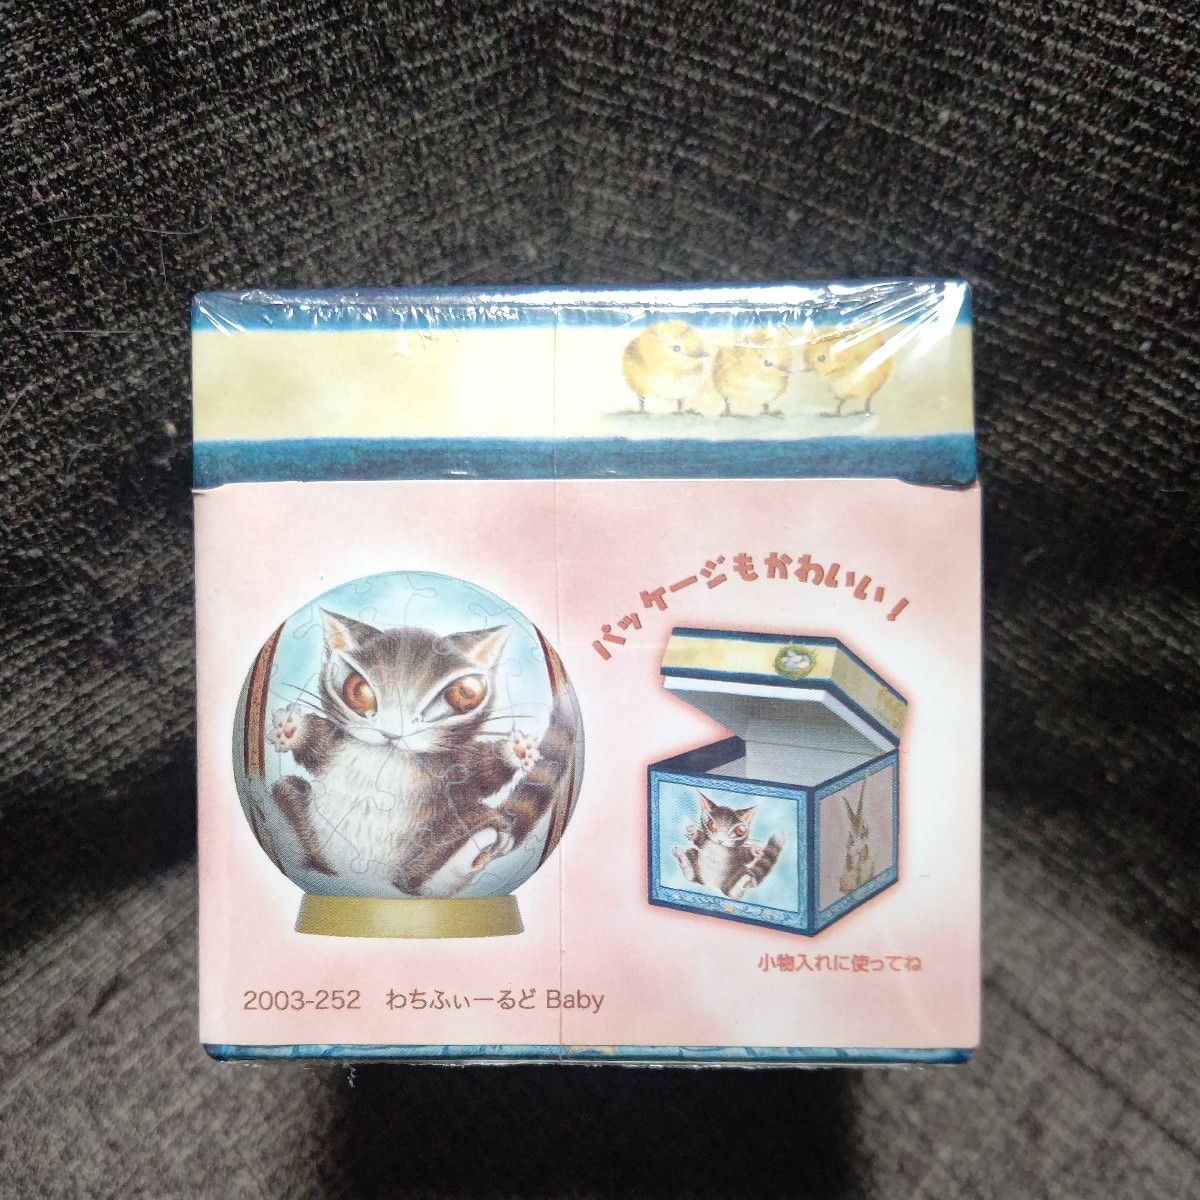 パッケージもかわいい!
小物入れに使ってね
2003-252 わちふぃーるど Baby